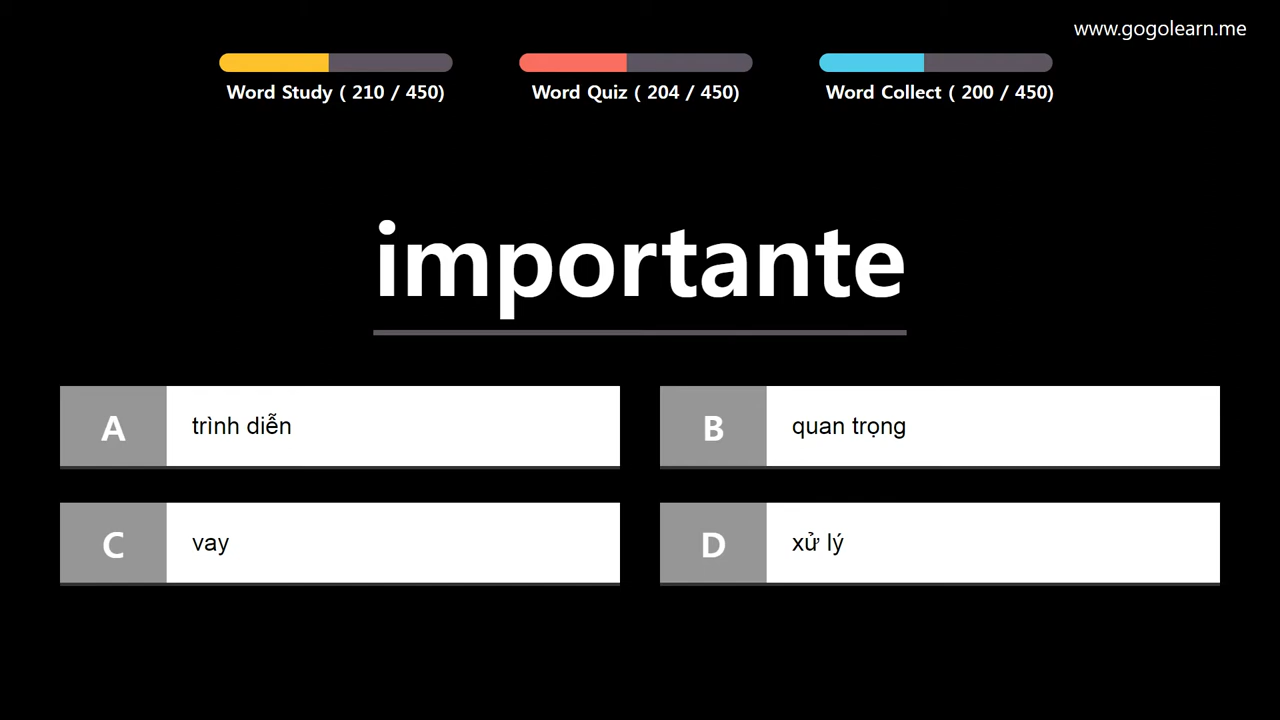 www.gogolearn.me
Word Study ( 210 / 450)
Word Quiz ( 204 / 450)
Word Collect ( 200 / 450)
importante
A
trình diễn
B
quan trọng
C
vay
D
xử lý